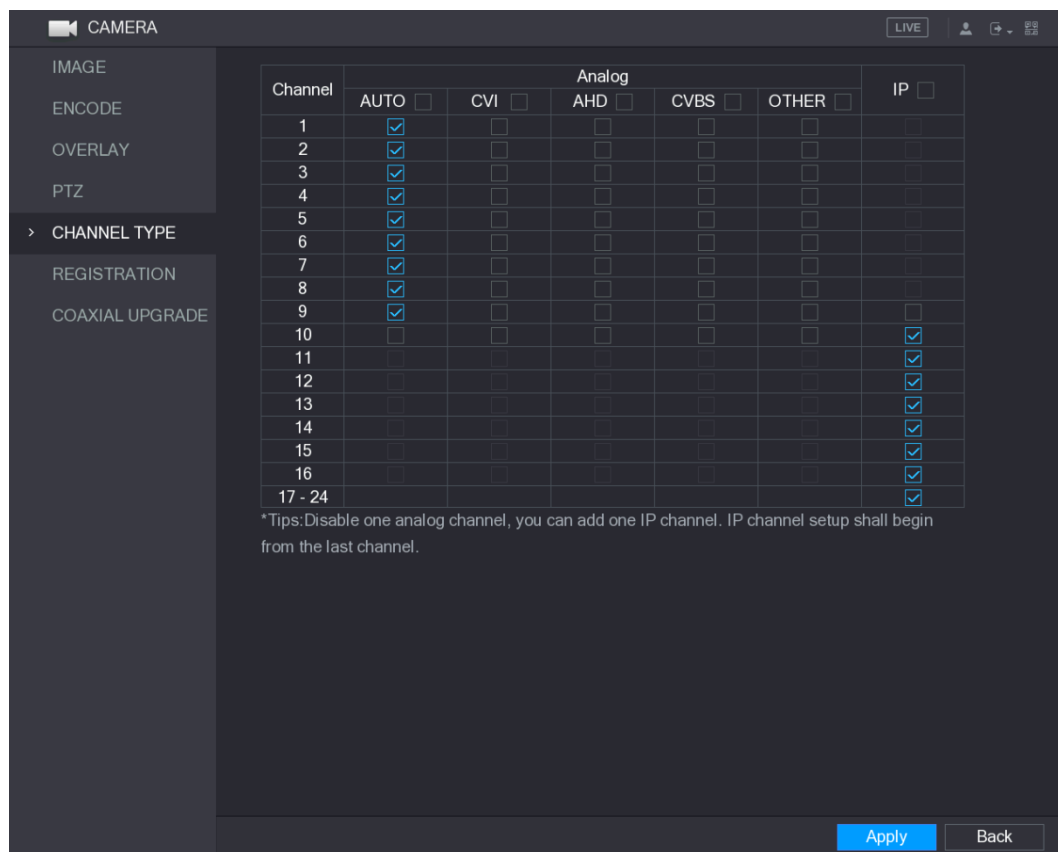 CAMERA
LIVE
IMAGE
ENCODE
OVERLAY
PTZ
> CHANNEL TYPE
REGISTRATION
COAXIAL UPGRADE
Channel Analog IP
AUTO CVI AHD CVBS OTHER
1
2
3
4
5
6
7
8
9
10
11
12
13
14
15
16
17 - 24
*Tips:Disable one analog channel, you can add one IP channel. IP channel setup shall begin
from the last channel.
Apply Back